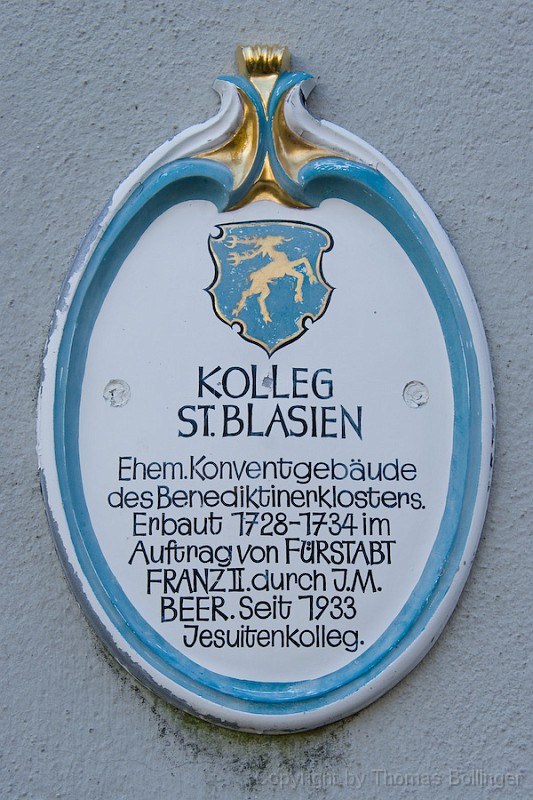 KOLLEG
ST. BLASIEN
Ehem. Konventgebäude
des Benediktinerklosters.
Erbaut 1728-1734 im
Auftrag von FÜRSTABT
FRANZ II. durch J.M.
BEER. Seit 1933
Jesuitenkolleg.
Copyright by Thomas Bollinger